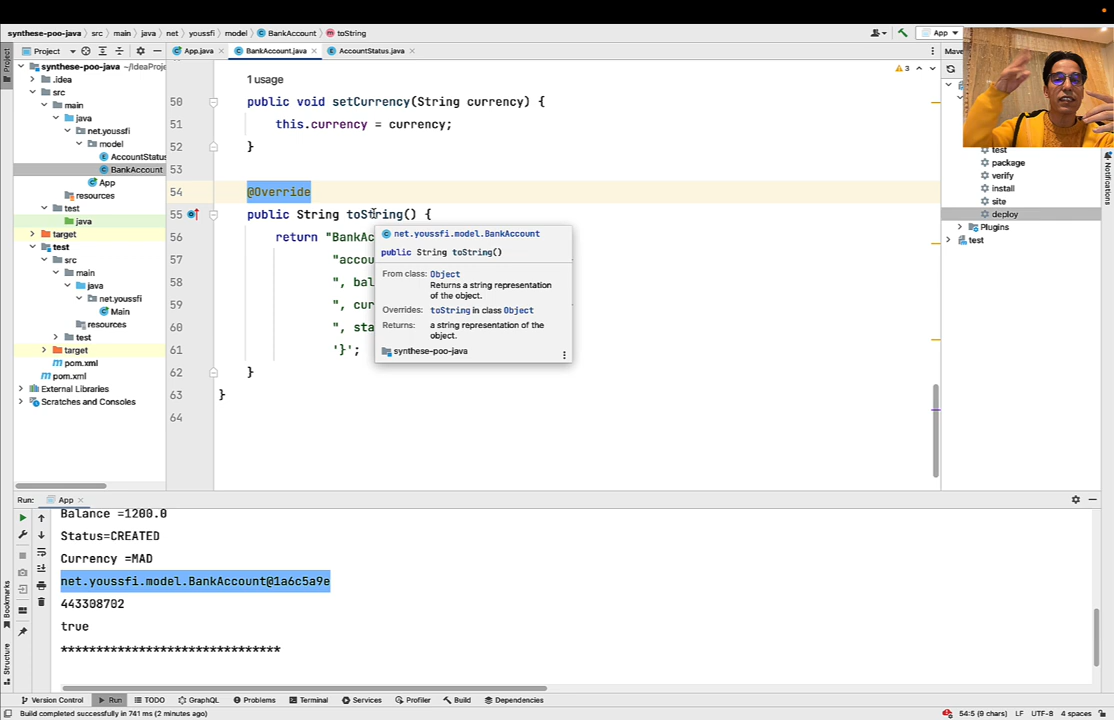 synthese-poo-java > src > main > java > net > youssfi > model > BankAccount > toString
App
Project
App.java
BankAccount.java
AccountStatus.java
Project
synthese-poo-java ~/IdeaProj
.idea
src
main
java
net.youssfi
model
AccountStatus
BankAccount
App
resources
test
java
target
test
src
main
java
net.youssfi
Main
resources
test
target
pom.xml
pom.xml
External Libraries
Scratches and Consoles
1 usage
50 public void setCurrency(String currency) {
51 this.currency = currency;
52 }
53
54 @Override
55 public String toString() {
56 return "BankAc
57 "accou
58 ", bal
59 ", cur
60 ", sta
61 '}';
62 }
63 }
64
net.youssfi.model.BankAccount
public String toString()
From class: Object
Returns a string representation
of the object.
Overrides: toString in class Object
Returns: a string representation of the
object.
synthese-poo-java
3
Mave
test
package
verify
install
site
deploy
Plugins
test
Notifications
Run: App
Balance =1200.0
Status=CREATED
Currency =MAD
net.youssfi.model.BankAccount@1a6c5a9e
443308702
true
******************************
Bookmarks
Structure
Version Control
Run
TODO
GraphQL
Problems
Terminal
Services
Profiler
Build
Dependencies
Build completed successfully in 741 ms (2 minutes ago)
54:5 (9 chars) LF UTF-8 4 spaces